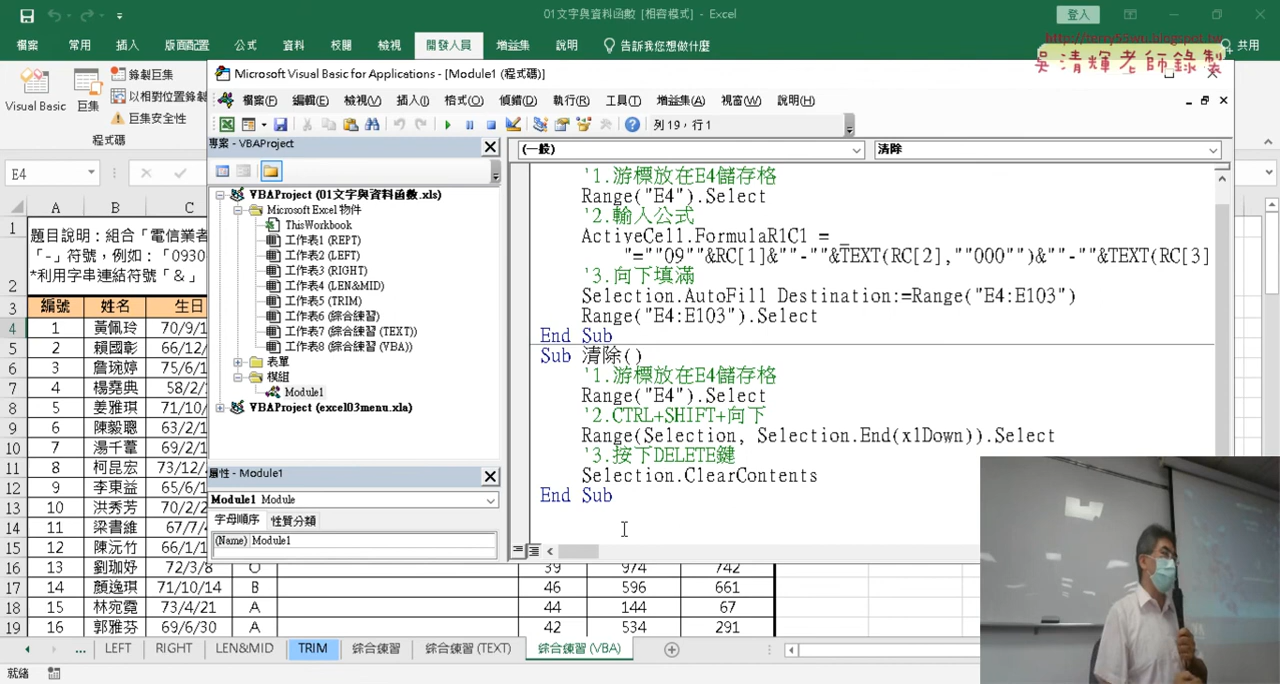 01文字與資料函數 [相容模式] - Excel
登入
檔案 常用 插入 版面配置 公式 資料 校閱 檢視 開發人員 增益集 說明 告訴我您想做什麼 共用
http://terry55wu.blogspot.tw
吳清輝老師錄製
Visual Basic 巨集 錄製巨集
以相對位置錄製
巨集安全性
程式碼
E4
A B C
1 題目說明：組合「電信業者
「-」符號，例如：「0930
2 *利用字串連結符號「&」
3 編號 姓名 生日
4 1 黃佩玲 70/9/1
5 2 賴國彰 66/12/
6 3 詹琬婷 75/6/1
7 4 楊堯典 58/2/
8 5 姜雅琪 71/10/
9 6 陳毅聰 63/2/1
10 7 湯千葦 69/2/1
11 8 柯昆宏 73/12/
12 9 李東益 65/6/1
13 10 洪秀芳 70/2/2
14 11 梁書維 67/7/4
15 12 陳沅竹 66/1/1
16 13 劉珈妤 72/3/8 O 39 974 742
17 14 顏逸琪 71/10/14 B 46 596 661
18 15 林宛霓 73/4/21 A 44 144 67
19 16 郭雅芬 69/6/30 A 42 534 291
... LEFT RIGHT LEN&MID TRIM 綜合練習 綜合練習 (TEXT) 綜合練習 (VBA)
就緒
Microsoft Visual Basic for Applications - [Module1 (程式碼)]
檔案(F) 編輯(E) 檢視(V) 插入(I) 格式(O) 偵錯(D) 執行(R) 工具(T) 增益集(A) 視窗(W) 說明(H)
列 19，行 1
專案 - VBAProject
VBAProject (01文字與資料函數.xls)
Microsoft Excel 物件
ThisWorkbook
工作表1 (REPT)
工作表2 (LEFT)
工作表3 (RIGHT)
工作表4 (LEN&MID)
工作表5 (TRIM)
工作表6 (綜合練習)
工作表7 (綜合練習 (TEXT))
工作表8 (綜合練習 (VBA))
表單
模組
Module1
VBAProject (excel03menu.xla)
屬性 - Module1
Module1 Module
字母順序 性質分類
(Name) Module1
(一般) 清除
'1.游標放在E4儲存格
Range("E4").Select
'2.輸入公式
ActiveCell.FormulaR1C1 = _
"=""09""&RC[1]&""-""&TEXT(RC[2],""000"")&""-""&TEXT(RC[3]
'3.向下填滿
Selection.AutoFill Destination:=Range("E4:E103")
Range("E4:E103").Select
End Sub
Sub 清除()
'1.游標放在E4儲存格
Range("E4").Select
'2.CTRL+SHIFT+向下
Range(Selection, Selection.End(xlDown)).Select
'3.按下DELETE鍵
Selection.ClearContents
End Sub